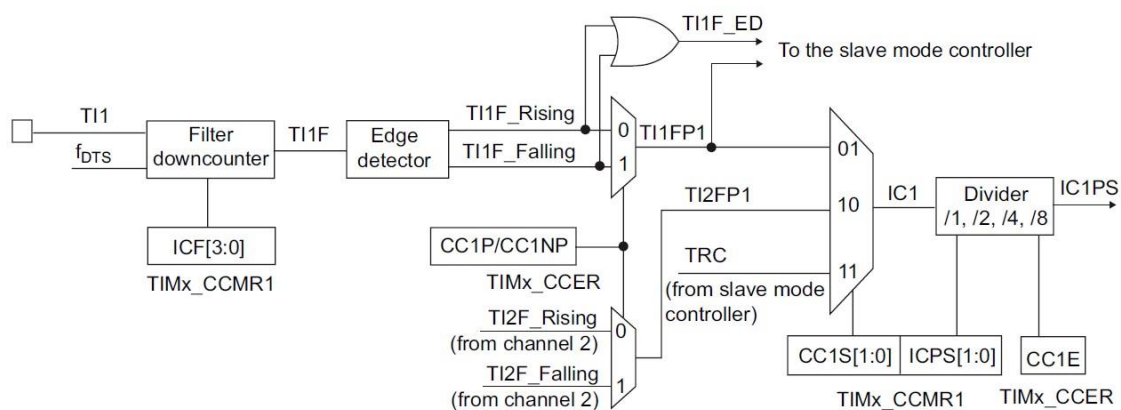 TI1F_ED
To the slave mode controller
TI1
fDTS
Filter
downcounter
TI1F
Edge
detector
TI1F_Rising
TI1F_Falling
0
1
TI1FP1
ICF[3:0]
TIMx_CCMR1
CC1P/CC1NP
TIMx_CCER
TI2F_Rising
(from channel 2)
TI2F_Falling
(from channel 2)
0
1
TI2FP1
TRC
(from slave mode
controller)
01
10
11
IC1
Divider
/1, /2, /4, /8
IC1PS
CC1S[1:0]
ICPS[1:0]
TIMx_CCMR1
CC1E
TIMx_CCER